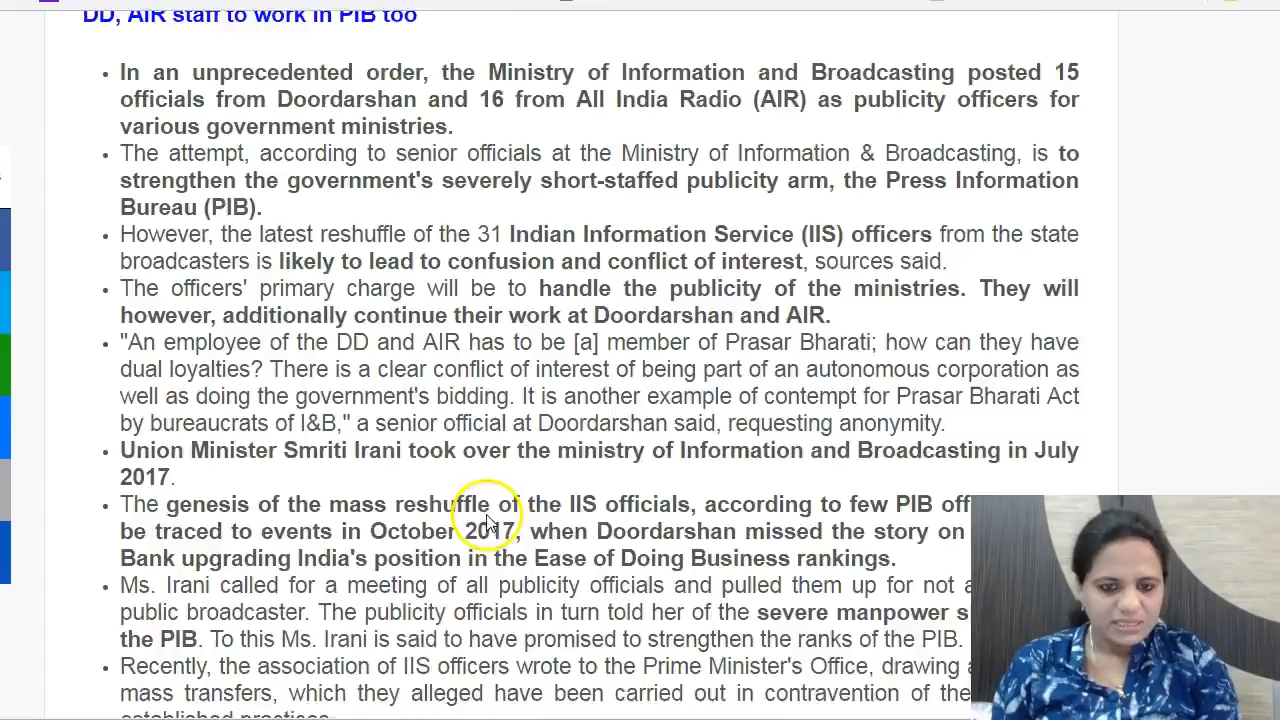 DD, AIR staff to work in PIB too
• In an unprecedented order, the Ministry of Information and Broadcasting posted 15
officials from Doordarshan and 16 from All India Radio (AIR) as publicity officers for
various government ministries.
• The attempt, according to senior officials at the Ministry of Information & Broadcasting, is to
strengthen the government's severely short-staffed publicity arm, the Press Information
Bureau (PIB).
• However, the latest reshuffle of the 31 Indian Information Service (IIS) officers from the state
broadcasters is likely to lead to confusion and conflict of interest, sources said.
• The officers' primary charge will be to handle the publicity of the ministries. They will
however, additionally continue their work at Doordarshan and AIR.
• "An employee of the DD and AIR has to be [a] member of Prasar Bharati; how can they have
dual loyalties? There is a clear conflict of interest of being part of an autonomous corporation as
well as doing the government's bidding. It is another example of contempt for Prasar Bharati Act
by bureaucrats of I&B," a senior official at Doordarshan said, requesting anonymity.
• Union Minister Smriti Irani took over the ministry of Information and Broadcasting in July
2017.
• The genesis of the mass reshuffle of the IIS officials, according to few PIB
be traced to events in October 2017, when Doordarshan missed the story on
Bank upgrading India's position in the Ease of Doing Business rankings.
• Ms. Irani called for a meeting of all publicity officials and pulled them up for not
public broadcaster. The publicity officials in turn told her of the severe manpower
the PIB. To this Ms. Irani is said to have promised to strengthen the ranks of the PIB.
• Recently, the association of IIS officers wrote to the Prime Minister's Office, drawing
mass transfers, which they alleged have been carried out in contravention of the
established practices.